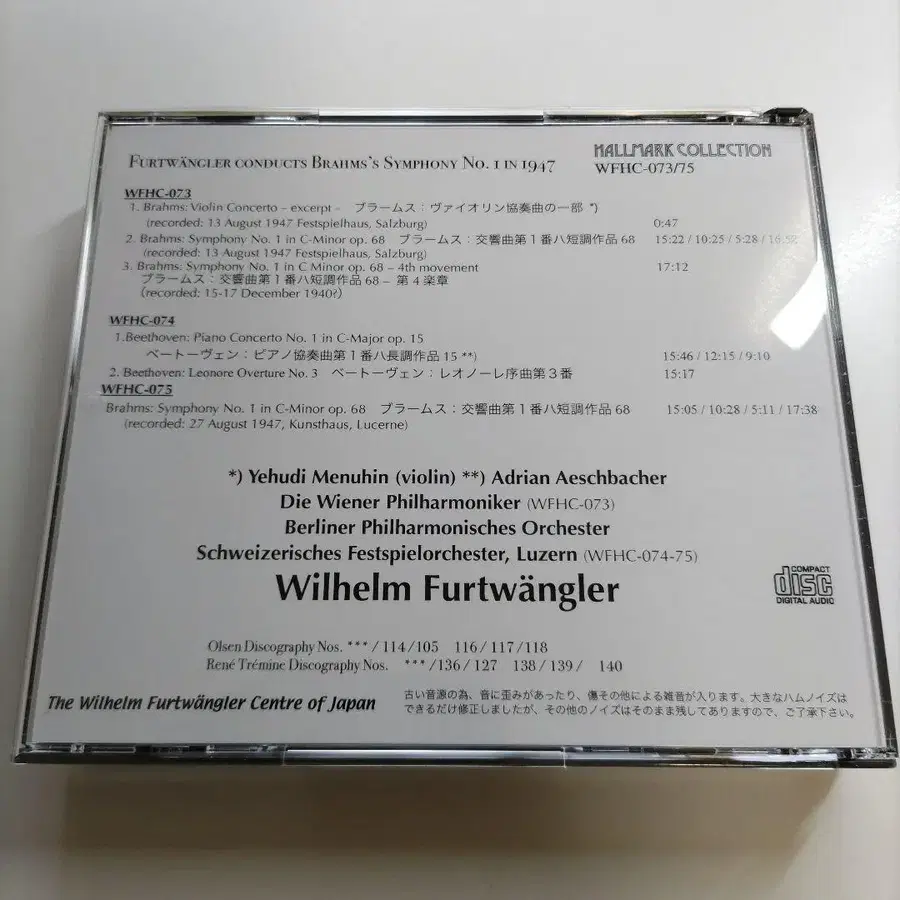 FURTWÄNGLER CONDUCTS BRAHMS'S SYMPHONY NO. 1 IN 1947
HALLMARK COLLECTION
WFHC-073/75
WFHC-073
1. Brahms: Violin Concerto - excerpt - ブラームス：ヴァイオリン協奏曲の一部 *)
(recorded: 13 August 1947 Festspielhaus, Salzburg) 0:47
2. Brahms: Symphony No. 1 in C-Minor op. 68 ブラームス：交響曲第1番ハ短調作品68 15:22 / 10:25 / 5:28 / 16:52
(recorded: 13 August 1947 Festspielhaus, Salzburg)
3. Brahms: Symphony No. 1 in C Minor op. 68 – 4th movement 17:12
ブラームス：交響曲第1番ハ短調作品68 – 第4楽章
(recorded: 15-17 December 1940?)
WFHC-074
1.Beethoven: Piano Concerto No. 1 in C-Major op. 15
ベートーヴェン：ピアノ協奏曲第1番ハ長調作品15 **) 15:46 / 12:15 / 9:10
2. Beethoven: Leonore Overture No. 3 ベートーヴェン：レオノーレ序曲第3番 15:17
WFHC-075
Brahms: Symphony No. 1 in C-Minor op. 68 ブラームス：交響曲第1番ハ短調作品68 15:05 / 10:28 / 5:11 / 17:38
(recorded: 27 August 1947, Kunsthaus, Lucerne)
*) Yehudi Menuhin (violin) **) Adrian Aeschbacher
Die Wiener Philharmoniker (WFHC-073)
Berliner Philharmonisches Orchester
Schweizerisches Festspielorchester, Luzern (WFHC-074-75)
Wilhelm Furtwängler
COMPACT
disc
DIGITAL AUDIO
Olsen Discography Nos. *** / 114 / 105 116 / 117 / 118
René Trémine Discography Nos. *** /136 / 127 138 / 139 / 140
The Wilhelm Furtwängler Centre of Japan
古い音源の為、音に歪みがあったり、傷その他による雑音が入ります。大きなハムノイズは
できるだけ修正しましたが、その他のノイズはそのまま残してありますので、ご了承下さい。